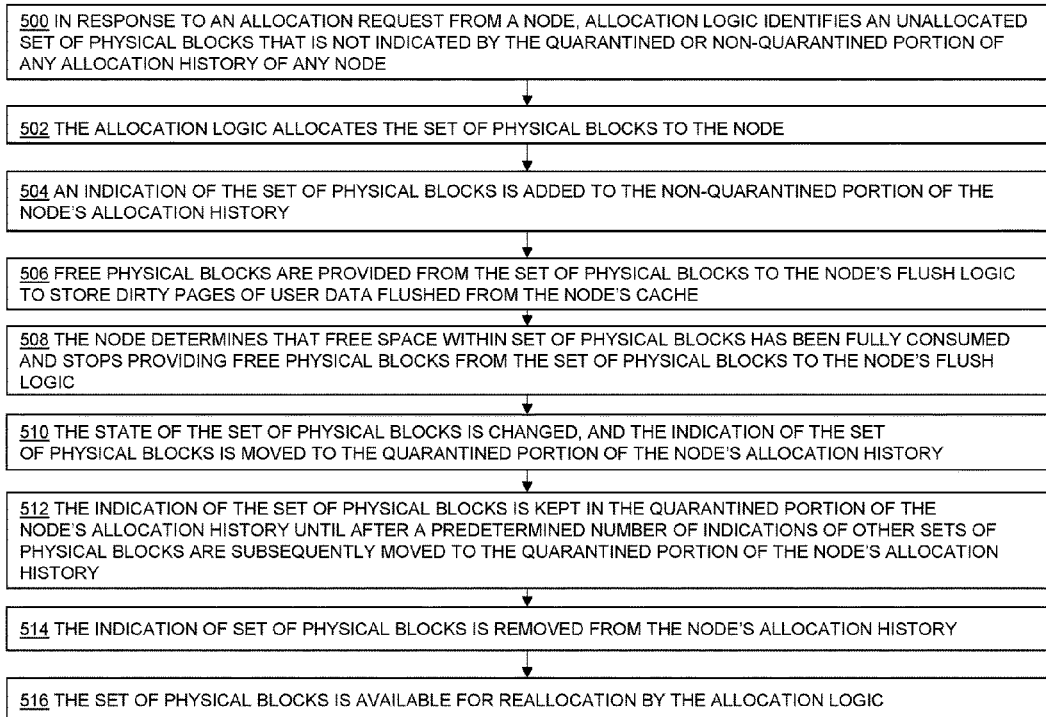 500 IN RESPONSE TO AN ALLOCATION REQUEST FROM A NODE, ALLOCATION LOGIC IDENTIFIES AN UNALLOCATED
SET OF PHYSICAL BLOCKS THAT IS NOT INDICATED BY THE QUARANTINED OR NON-QUARANTINED PORTION OF
ANY ALLOCATION HISTORY OF ANY NODE
502 THE ALLOCATION LOGIC ALLOCATES THE SET OF PHYSICAL BLOCKS TO THE NODE
504 AN INDICATION OF THE SET OF PHYSICAL BLOCKS IS ADDED TO THE NON-QUARANTINED PORTION OF THE
NODE'S ALLOCATION HISTORY
506 FREE PHYSICAL BLOCKS ARE PROVIDED FROM THE SET OF PHYSICAL BLOCKS TO THE NODE'S FLUSH LOGIC
TO STORE DIRTY PAGES OF USER DATA FLUSHED FROM THE NODE'S CACHE
508 THE NODE DETERMINES THAT FREE SPACE WITHIN SET OF PHYSICAL BLOCKS HAS BEEN FULLY CONSUMED
AND STOPS PROVIDING FREE PHYSICAL BLOCKS FROM THE SET OF PHYSICAL BLOCKS TO THE NODE'S FLUSH
LOGIC
510 THE STATE OF THE SET OF PHYSICAL BLOCKS IS CHANGED, AND THE INDICATION OF THE SET
OF PHYSICAL BLOCKS IS MOVED TO THE QUARANTINED PORTION OF THE NODE'S ALLOCATION HISTORY
512 THE INDICATION OF THE SET OF PHYSICAL BLOCKS IS KEPT IN THE QUARANTINED PORTION OF THE
NODE'S ALLOCATION HISTORY UNTIL AFTER A PREDETERMINED NUMBER OF INDICATIONS OF OTHER SETS OF
PHYSICAL BLOCKS ARE SUBSEQUENTLY MOVED TO THE QUARANTINED PORTION OF THE NODE'S ALLOCATION
HISTORY
514 THE INDICATION OF SET OF PHYSICAL BLOCKS IS REMOVED FROM THE NODE'S ALLOCATION HISTORY
516 THE SET OF PHYSICAL BLOCKS IS AVAILABLE FOR REALLOCATION BY THE ALLOCATION LOGIC